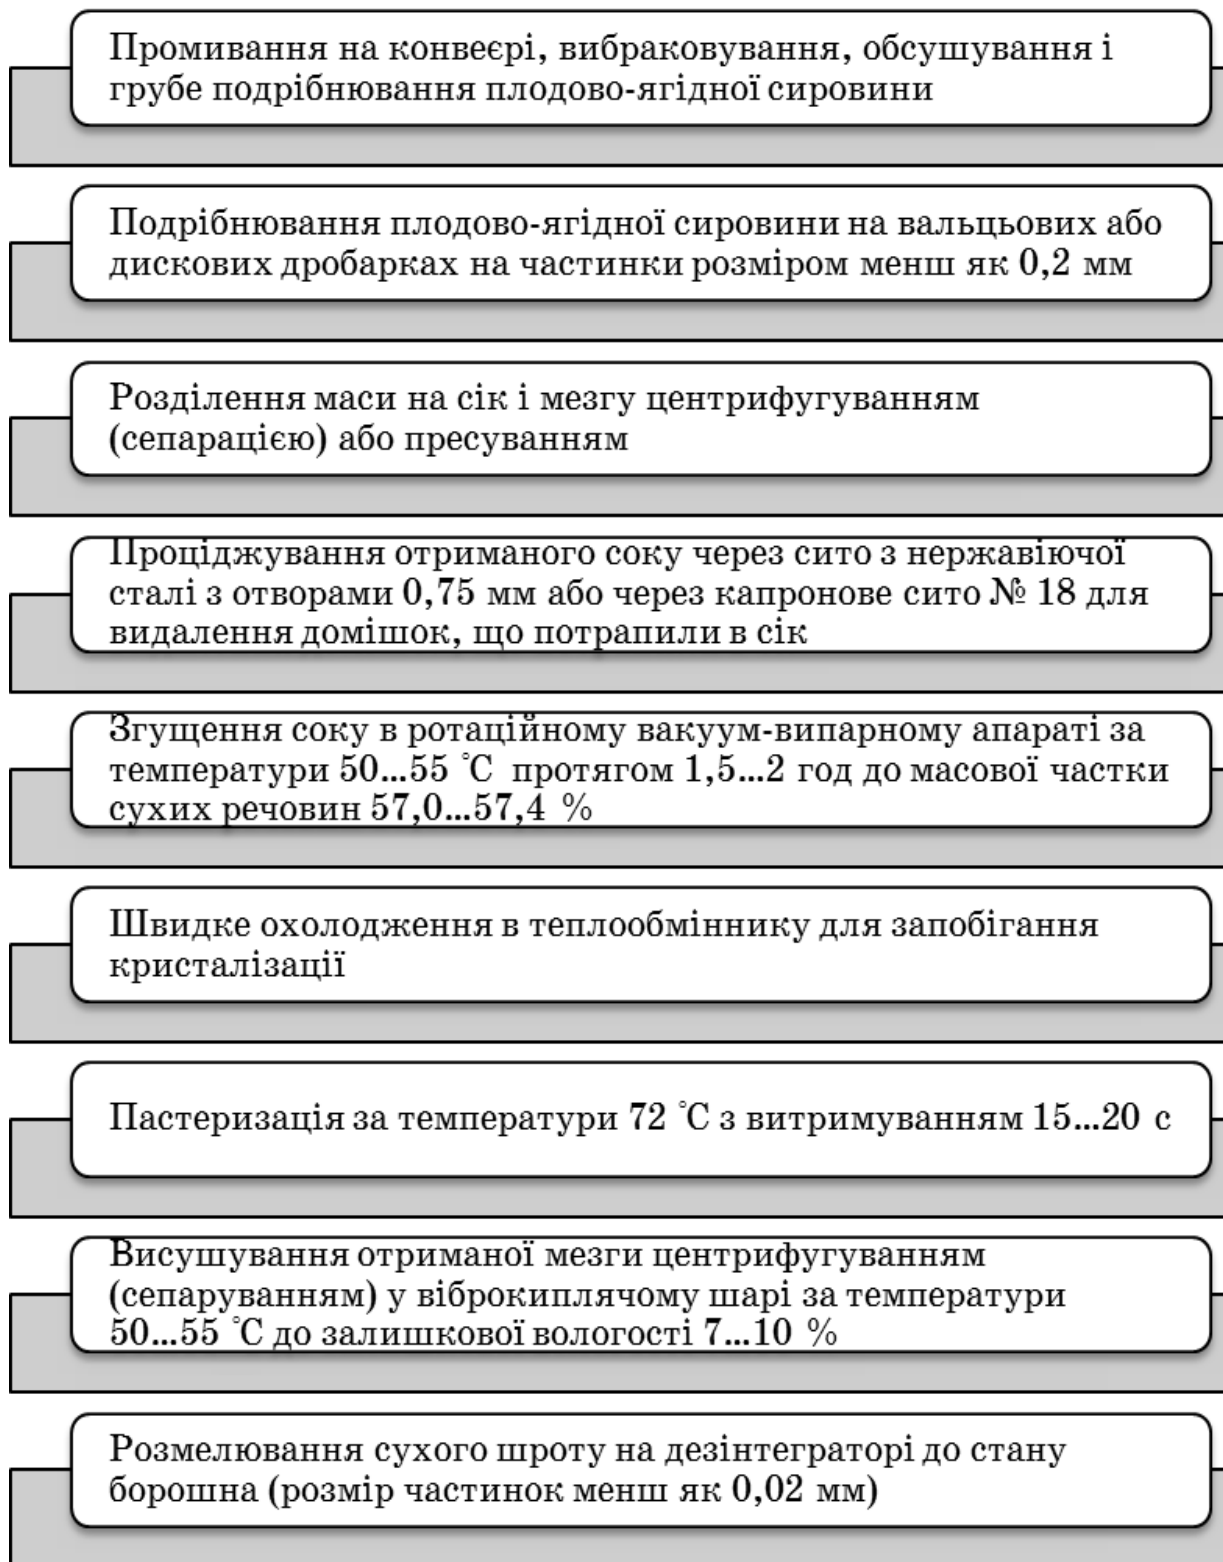 Промивання на конвеєрі, вибраковування, обсушування і
грубе подрібнювання плодово-ягідної сировини
Подрібнювання плодово-ягідної сировини на вальцьових або
дискових дробарках на частинки розміром менш як 0,2 мм
Розділення маси на сік і мезгу центрифугуванням
(сепарацією) або пресуванням
Проціджування отриманого соку через сито з нержавіючої
сталі з отворами 0,75 мм або через капронове сито № 18 для
видалення домішок, що потрапили в сік
Згущення соку в ротаційному вакуум-випарному апараті за
температури 50...55 ℃ протягом 1,5...2 год до масової частки
сухих речовин 57,0...57,4 %
Швидке охолодження в теплообміннику для запобігання
кристалізації
Пастеризація за температури 72 ℃ з витримуванням 15...20 с
Висушування отриманої мезги центрифугуванням
(сепаруванням) у віброкиплячому шарі за температури
50...55 ℃ до залишкової вологості 7...10 %
Розмелювання сухого шроту на дезінтеграторі до стану
борошна (розмір частинок менш як 0,02 мм)